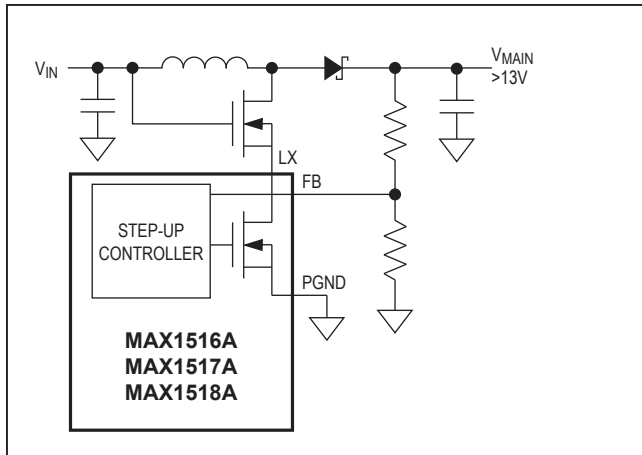 VIN
VMAIN
>13V
LX
FB
STEP-UP
CONTROLLER
PGND
MAX1516A
MAX1517A
MAX1518A